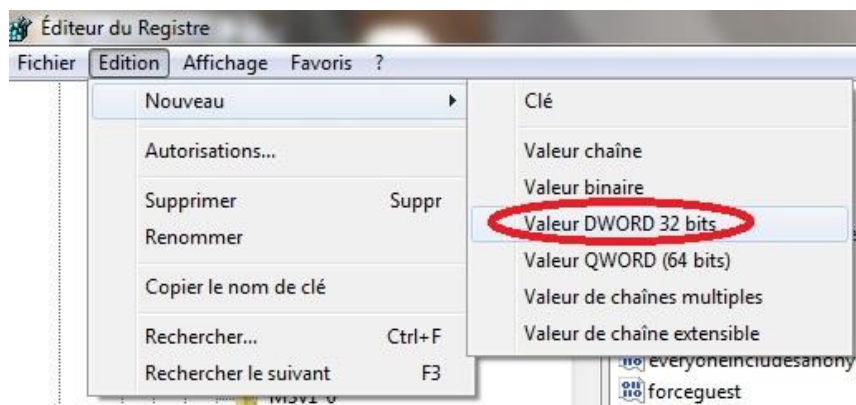 Éditeur du Registre
Fichier Edition Affichage Favoris ?
Nouveau
Autorisations...
Supprimer Suppr
Renommer
Copier le nom de clé
Rechercher... Ctrl+F
Rechercher le suivant F3
Clé
Valeur chaîne
Valeur binaire
Valeur DWORD 32 bits
Valeur QWORD (64 bits)
Valeur de chaînes multiples
Valeur de chaîne extensible
everyoneincludesanony
forceguest